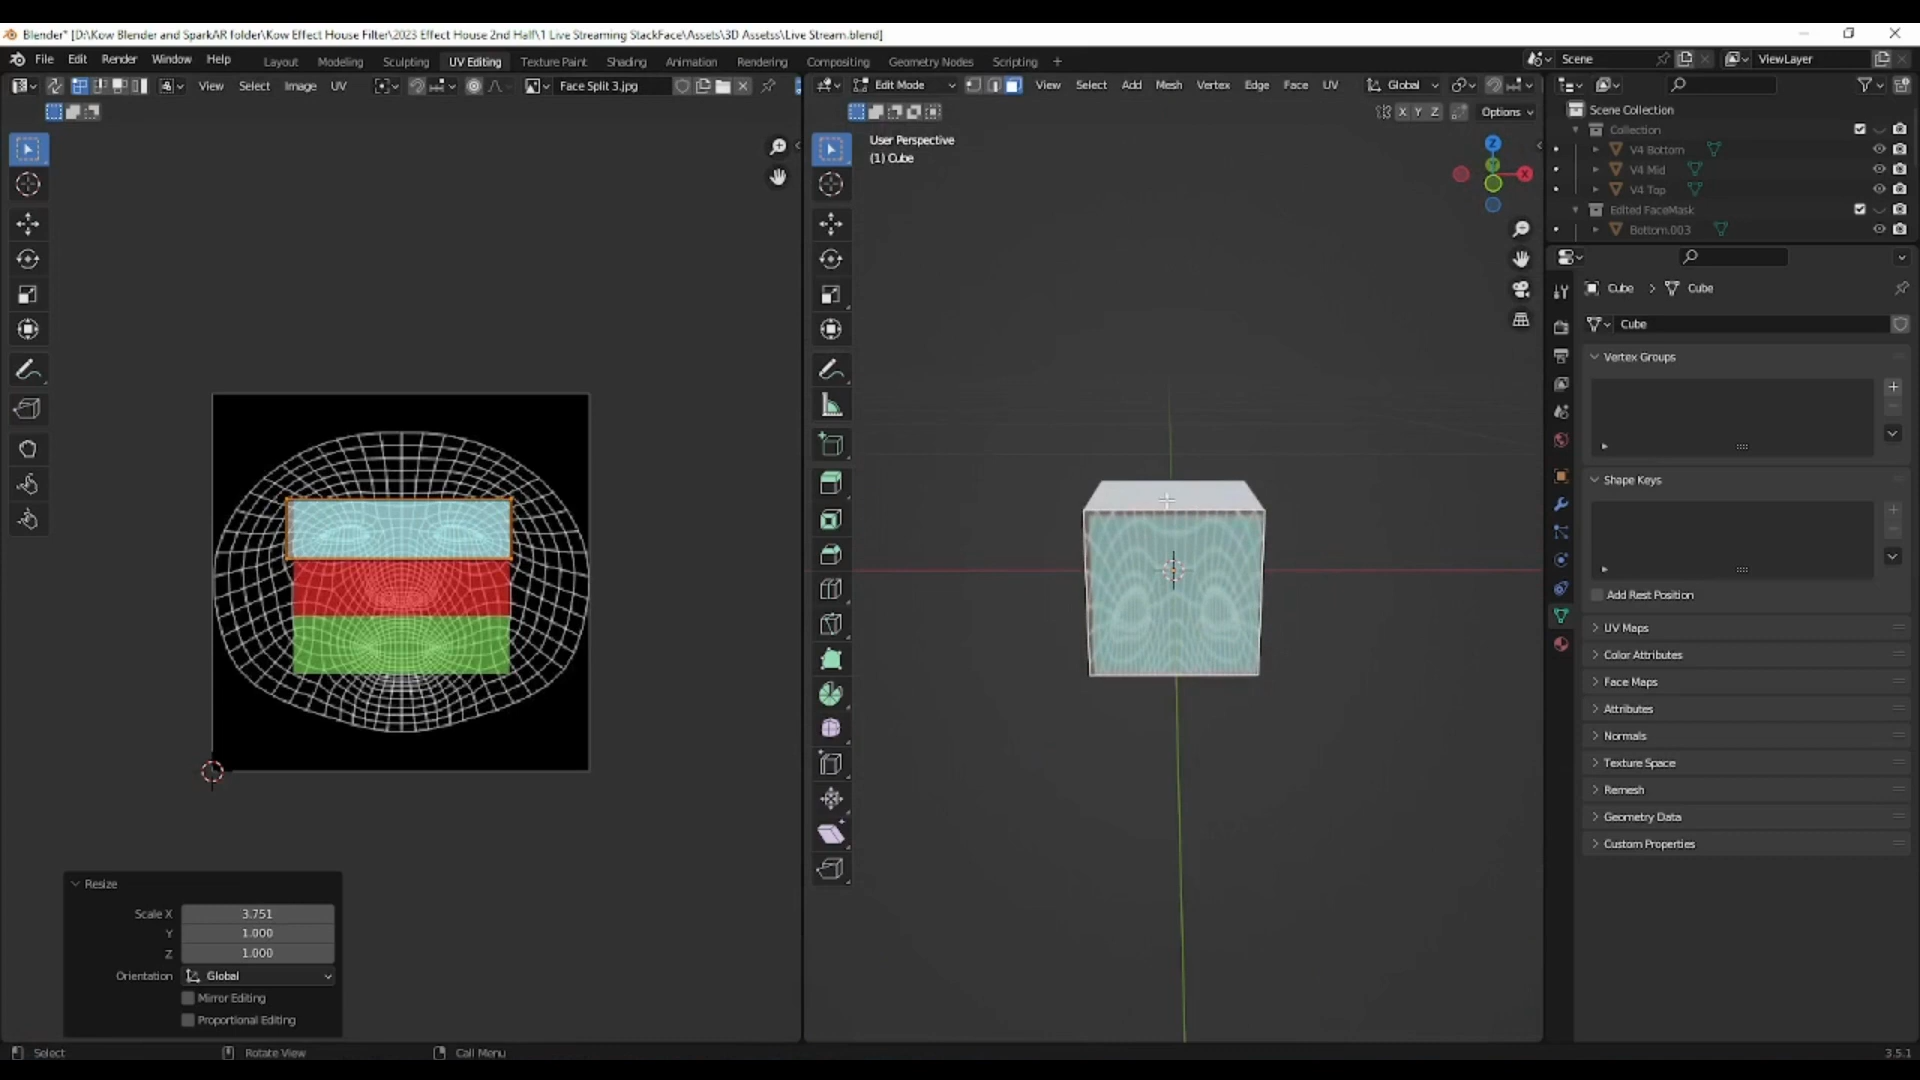 Blender* [D:\Kow Blender and SparkAR folder\Kow Effect House Filter\2023 Effect House 2nd Half\1 Live Streaming StackFace\Assets\3D Assetss\Live Stream.blend]
File Edit Render Window Help Layout Modeling Sculpting UV Editing Texture Paint Shading Animation Rendering Compositing Geometry Nodes Scripting + Scene ViewLayer
View Select Image UV Face Split 3.jpg Edit Mode View Select Add Mesh Vertex Edge Face UV Global
X Y Z Options
Scene Collection
Collection
V4 Bottom
V4 Mid
V4 Top
Edited FaceMask
Bottom.003
User Perspective
(1) Cube
Z
Y
X
Cube > Cube
Cube
Vertex Groups
Shape Keys
Add Rest Position
UV Maps
Color Attributes
Face Maps
Attributes
Normals
Texture Space
Remesh
Geometry Data
Custom Properties
Resize
Scale X 3.751
Y 1.000
Z 1.000
Orientation Global
Mirror Editing
Proportional Editing
Select Rotate View Call Menu 3.5.1